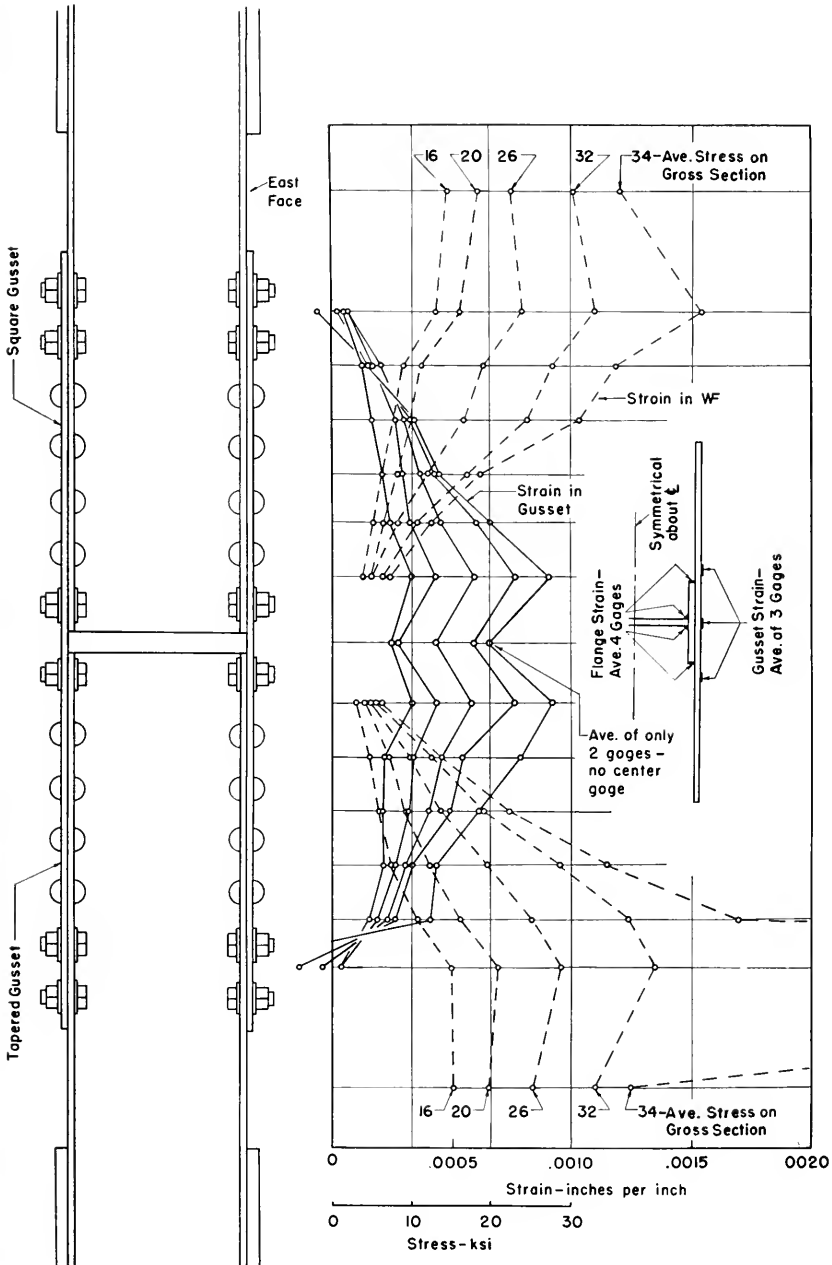 16 20 26 32 34-Ave. Stress on
Gross Section
East
Face
Square Gusset
Strain in WF
Strain in
Gusset
Symmetrical
about ℄
Flange Strain-
Ave. 4 Gages
Gusset Strain-
Ave. of 3 Gages
Ave. of only
2 gages -
no center
gage
Tapered Gusset
16 20 26 32 34-Ave. Stress on
Gross Section
0 .0005 .0010 .0015 .0020
Strain-inches per inch
0 10 20 30
Stress-ksi